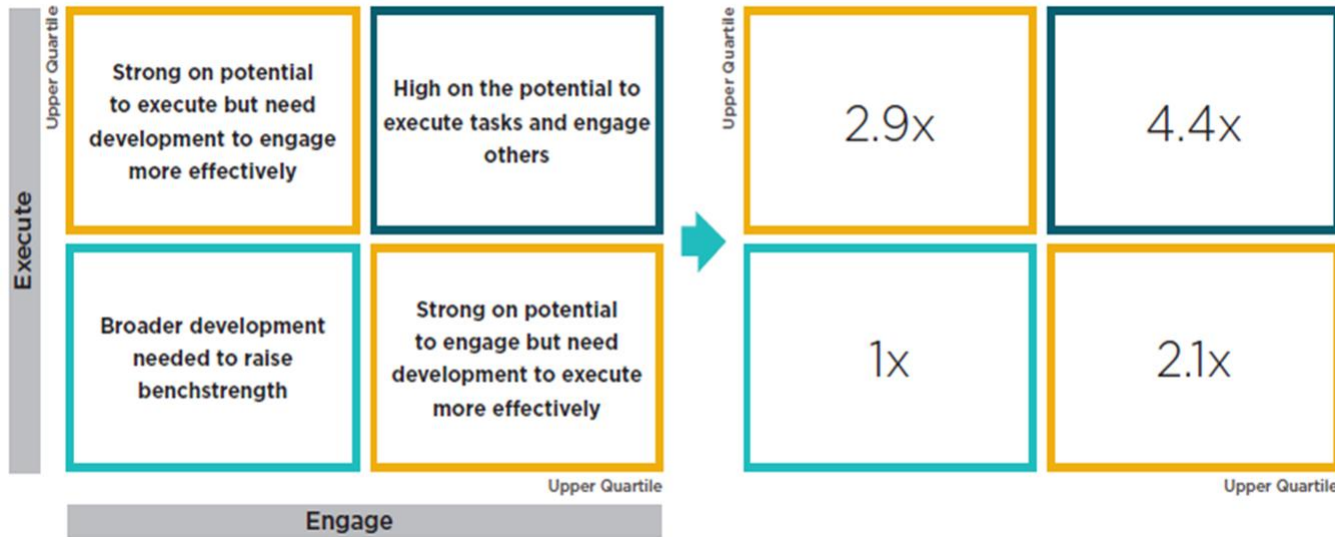 Upper Quartile
Execute
Strong on potential
to execute but need
development to engage
more effectively
High on the potential to
execute tasks and engage
others
Broader development
needed to raise
benchstrength
Strong on potential
to engage but need
development to execute
more effectively
Upper Quartile
Engage
Upper Quartile
2.9x
4.4x
1x
2.1x
Upper Quartile